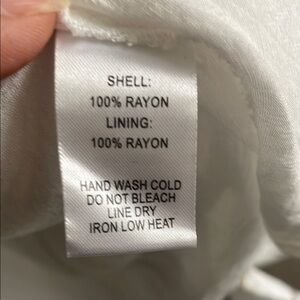 SHELL:
100% RAYON
LINING:
100% RAYON
HAND WASH COLD
DO NOT BLEACH
LINE DRY
IRON LOW HEAT